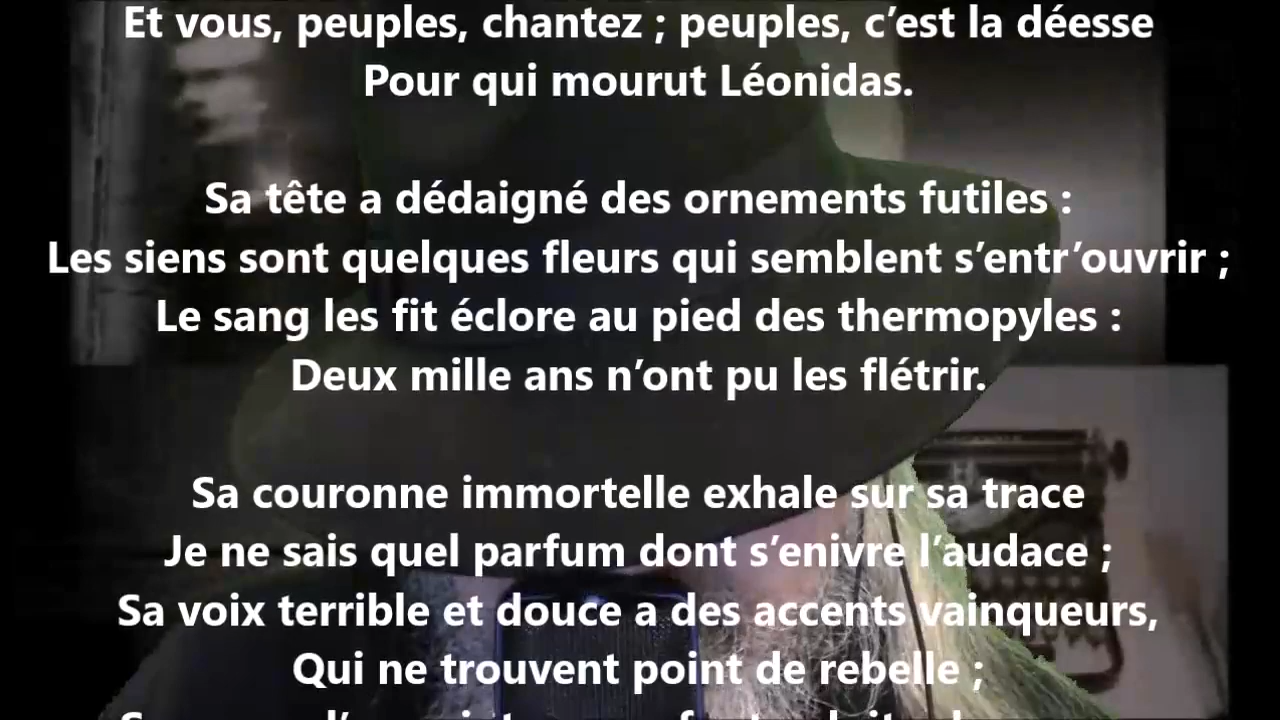 Et vous, peuples, chantez ; peuples, c’est la déesse
Pour qui mourut Léonidas.
Sa tête a dédaigné des ornements futiles :
Les siens sont quelques fleurs qui semblent s’entr’ouvrir ;
Le sang les fit éclore au pied des thermopyles :
Deux mille ans n’ont pu les flétrir.
Sa couronne immortelle exhale sur sa trace
Je ne sais quel parfum dont s’enivre l’audace ;
Sa voix terrible et douce a des accents vainqueurs,
Qui ne trouvent point de rebelle ;